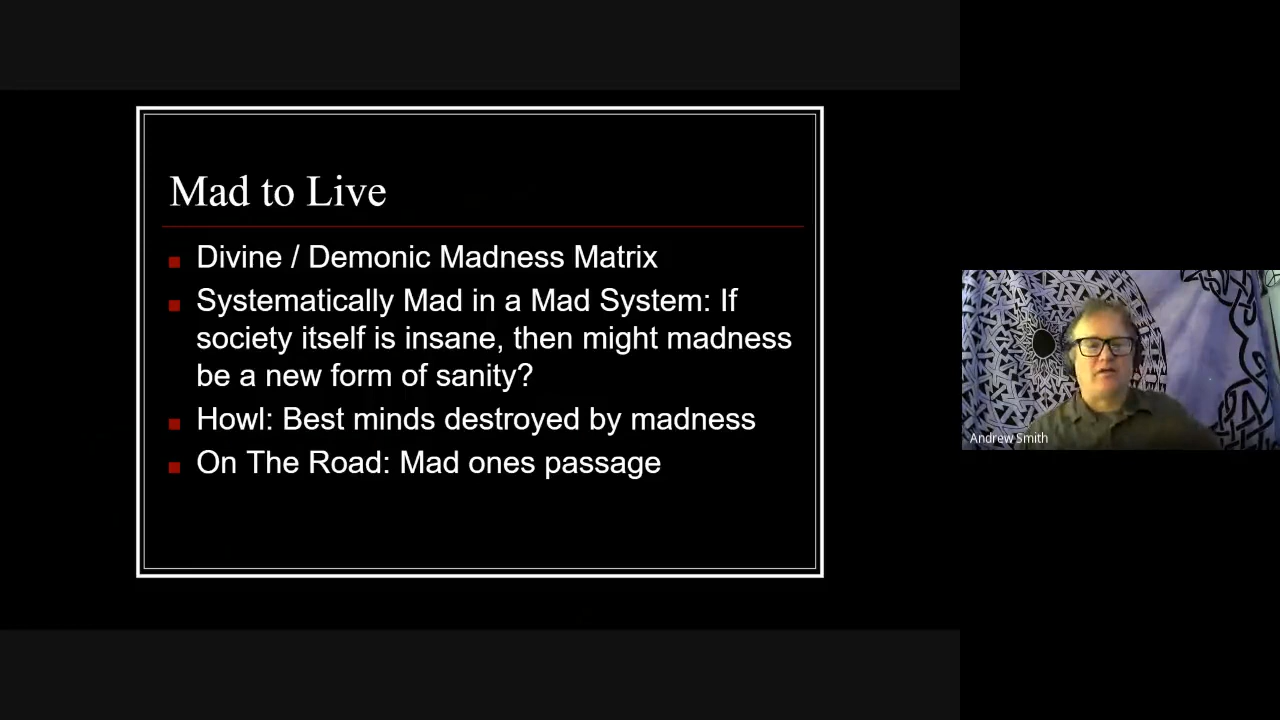 Mad to Live
Divine / Demonic Madness Matrix
Systematically Mad in a Mad System: If
society itself is insane, then might madness
be a new form of sanity?
Howl: Best minds destroyed by madness
On The Road: Mad ones passage
Andrew Smith